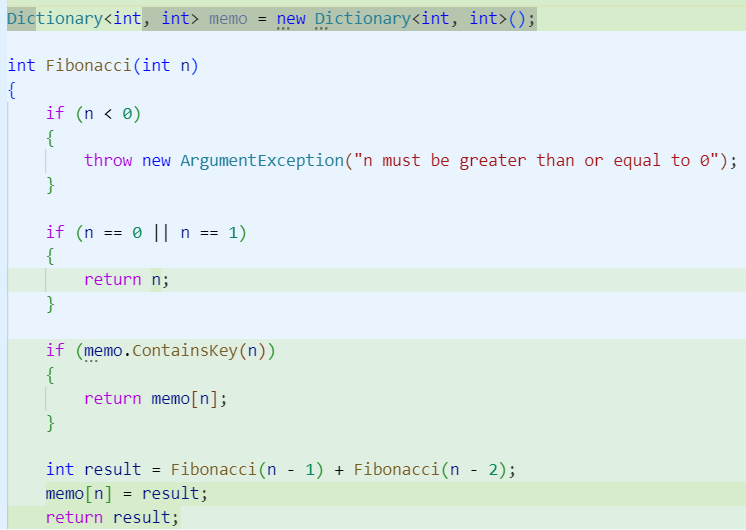 Dictionary<int, int> memo = new Dictionary<int, int>();
int Fibonacci(int n)
{
if (n < 0)
{
throw new ArgumentException("n must be greater than or equal to 0");
}
if (n == 0 || n == 1)
{
return n;
}
if (memo.ContainsKey(n))
{
return memo[n];
}
int result = Fibonacci(n - 1) + Fibonacci(n - 2);
memo[n] = result;
return result;